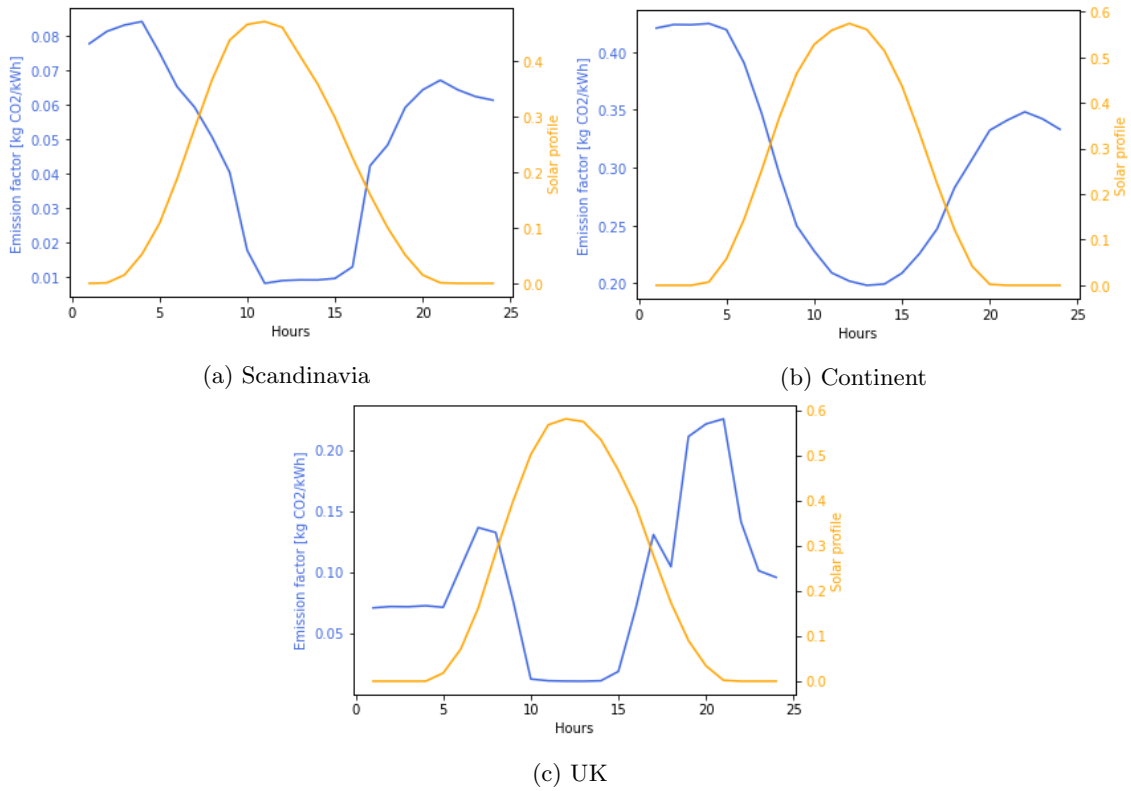 Emission factor [kg CO2/kWh]
0.08
0.07
0.06
0.05
0.04
0.03
0.02
0.01
0.4
0.3
0.2
0.1
0.0
Solar profile
0 5 10 15 20 25
Hours
(a) Scandinavia
Emission factor [kg CO2/kWh]
0.40
0.35
0.30
0.25
0.20
0.6
0.5
0.4
0.3
0.2
0.1
0.0
Solar profile
0 5 10 15 20 25
Hours
(b) Continent
Emission factor [kg CO2/kWh]
0.20
0.15
0.10
0.05
0.6
0.5
0.4
0.3
0.2
0.1
0.0
Solar profile
0 5 10 15 20 25
Hours
(c) UK